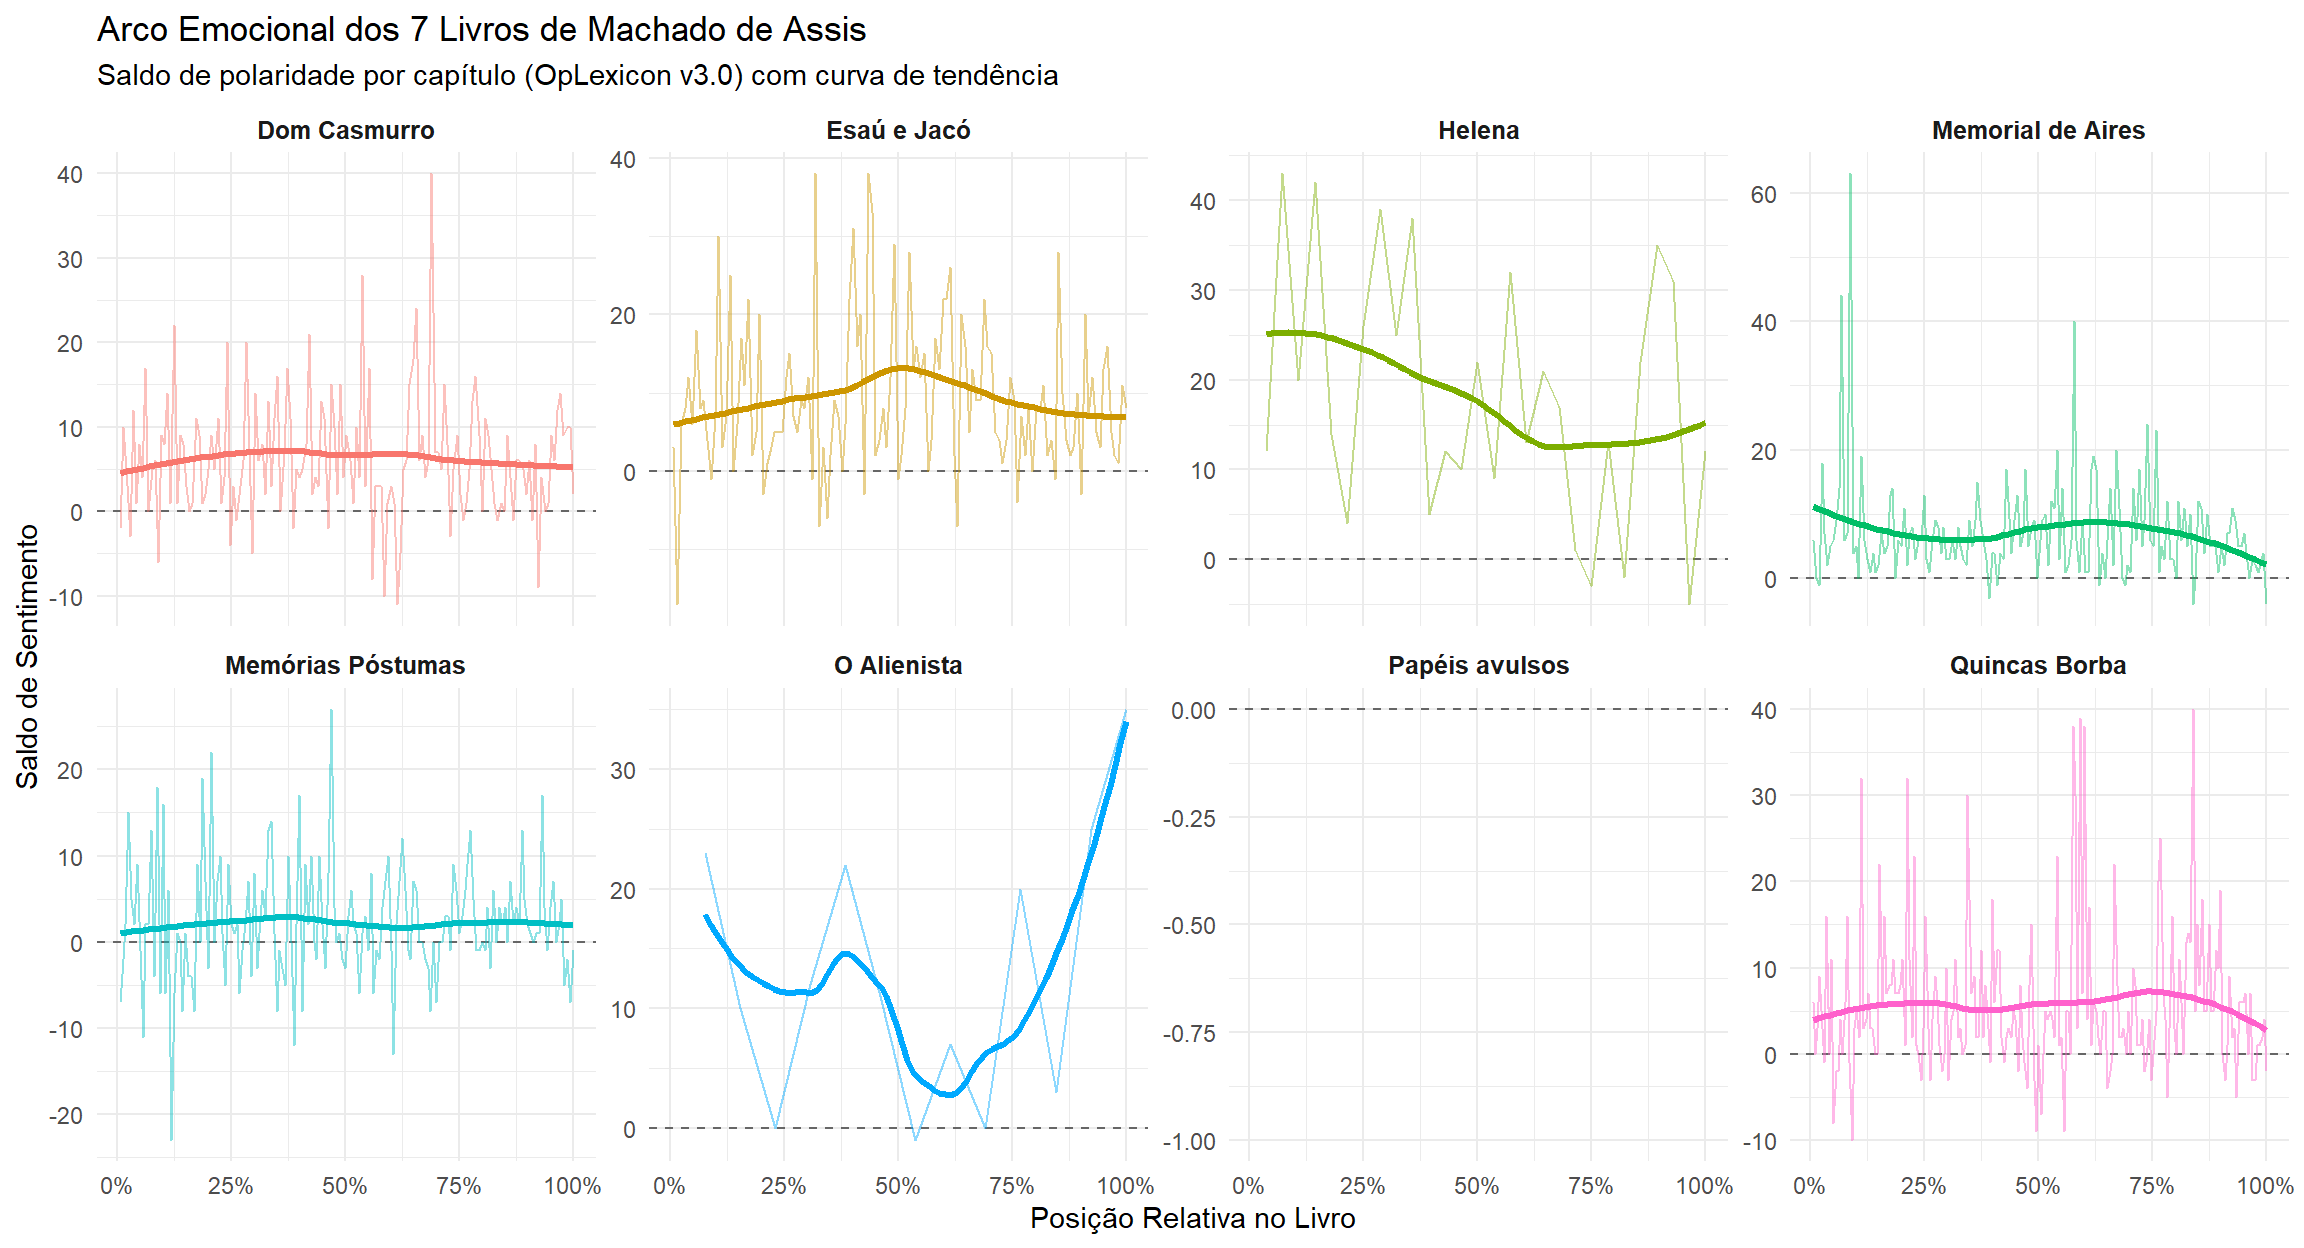 Arco Emocional dos 7 Livros de Machado de Assis
Saldo de polaridade por capítulo (OpLexicon v3.0) com curva de tendência
Dom Casmurro
Esaú e Jacó
Helena
Memorial de Aires
40
30
20
10
0
-10
40
20
0
40
30
20
10
0
60
40
20
0
Saldo de Sentimento
Memórias Póstumas
O Alienista
Papéis avulsos
Quincas Borba
20
10
0
-10
-20
30
20
10
0
0.00
-0.25
-0.50
-0.75
-1.00
40
30
20
10
0
-10
0% 25% 50% 75% 100%
0% 25% 50% 75% 100%
0% 25% 50% 75% 100%
0% 25% 50% 75% 100%
Posição Relativa no Livro